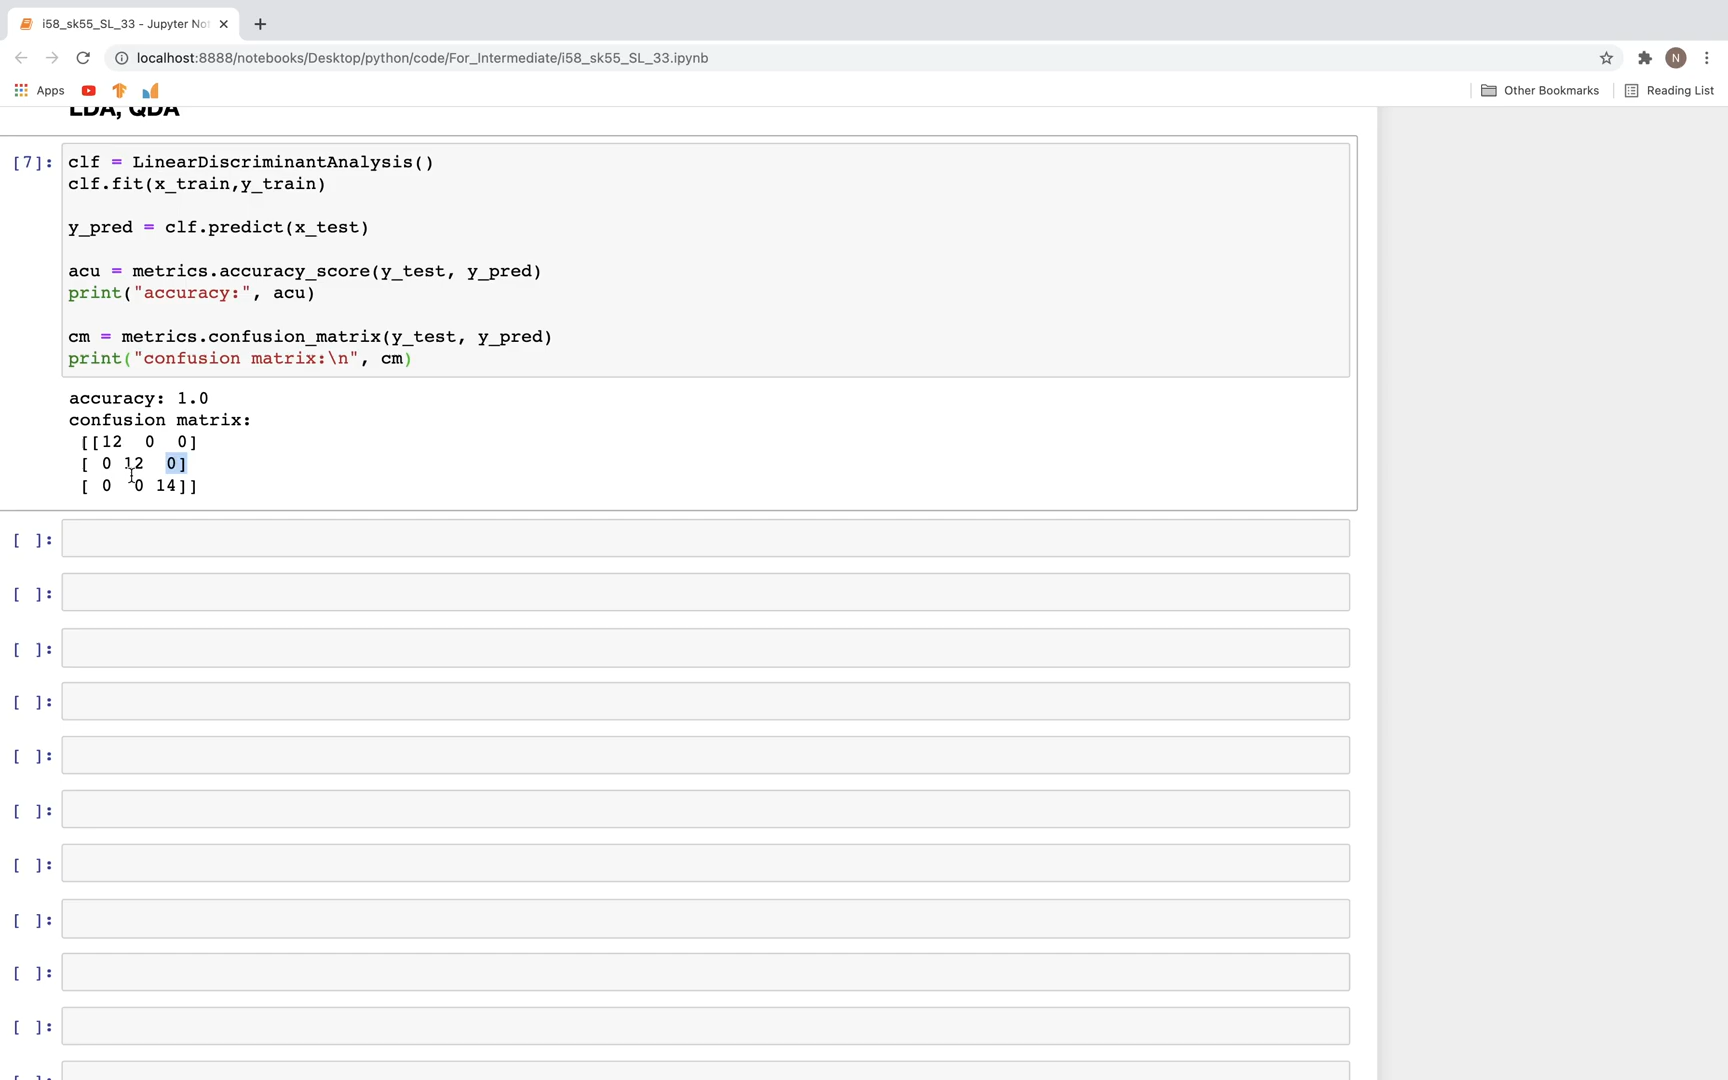 i58_sk55_SL_33 - Jupyter No
localhost:8888/notebooks/Desktop/python/code/For_Intermediate/i58_sk55_SL_33.ipynb
N
Apps
Other Bookmarks
Reading List
LDA, QDA
[7]:
clf = LinearDiscriminantAnalysis()
clf.fit(x_train,y_train)
y_pred = clf.predict(x_test)
acu = metrics.accuracy_score(y_test, y_pred)
print("accuracy:", acu)
cm = metrics.confusion_matrix(y_test, y_pred)
print("confusion matrix:\n", cm)
accuracy: 1.0
confusion matrix:
[[12 0 0]
[ 0 12 0]
[ 0 0 14]]
[ ]:
[ ]:
[ ]:
[ ]:
[ ]:
[ ]:
[ ]:
[ ]:
[ ]:
[ ]:
[ ]: